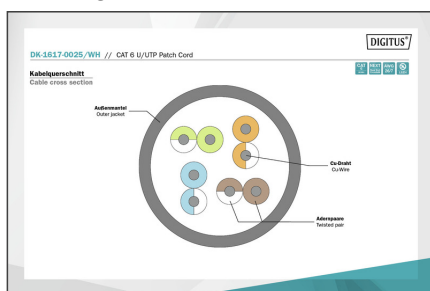 DIGITUS®
DK-1617-0025/WH // CAT 6 U/UTP Patch Cord
Kabelquerschnitt
Cable cross section
Außenmantel
Outer jacket
Cu-Draht
Cu-Wire
Adernpaare
Twisted pair